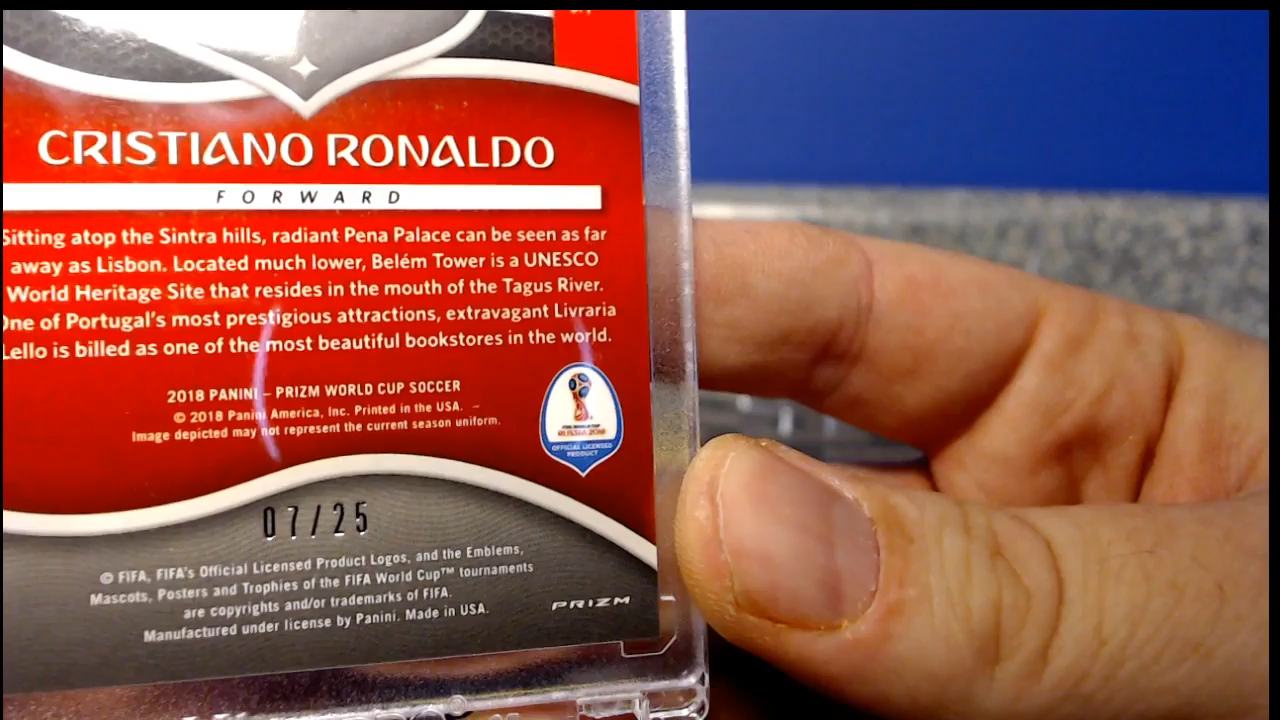 CRISTIANO RONALDO
FORWARD
Sitting atop the Sintra hills, radiant Pena Palace can be seen as far
away as Lisbon. Located much lower, Belém Tower is a UNESCO
World Heritage Site that resides in the mouth of the Tagus River.
One of Portugal's most prestigious attractions, extravagant Livraria
Lello is billed as one of the most beautiful bookstores in the world.
2018 PANINI – PRIZM WORLD CUP SOCCER
© 2018 Panini America, Inc. Printed in the USA.
Image depicted may not represent the current season uniform.
FIFA WORLD CUP
RUSSIA 2018
OFFICIAL LICENSED
PRODUCT
07/25
© FIFA, FIFA's Official Licensed Product Logos, and the Emblems,
Mascots, Posters and Trophies of the FIFA World Cup™ tournaments
are copyrights and/or trademarks of FIFA.
Manufactured under license by Panini. Made in USA.
PRIZM